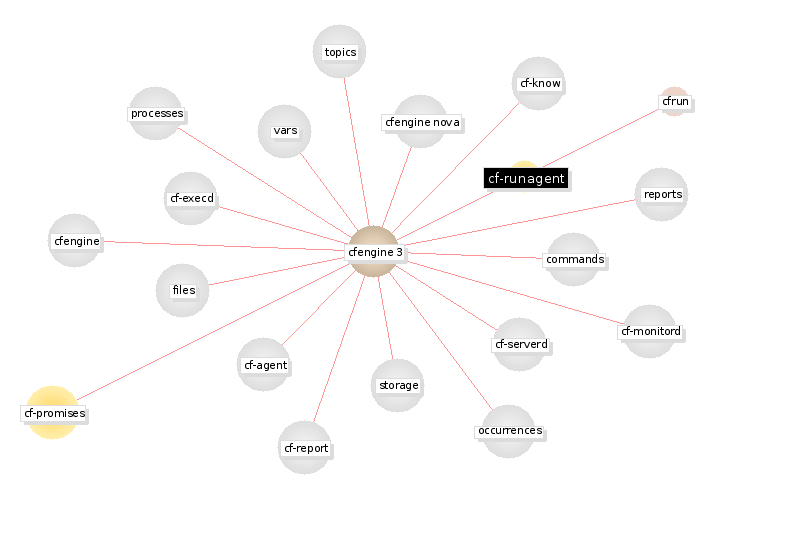 topics
cf-know
cfrun
processes
vars
cfengine nova
cf-runagent
cf-execd
reports
cfengine
cfengine 3
commands
files
cf-monitord
cf-serverd
cf-agent
storage
cf-promises
occurrences
cf-report